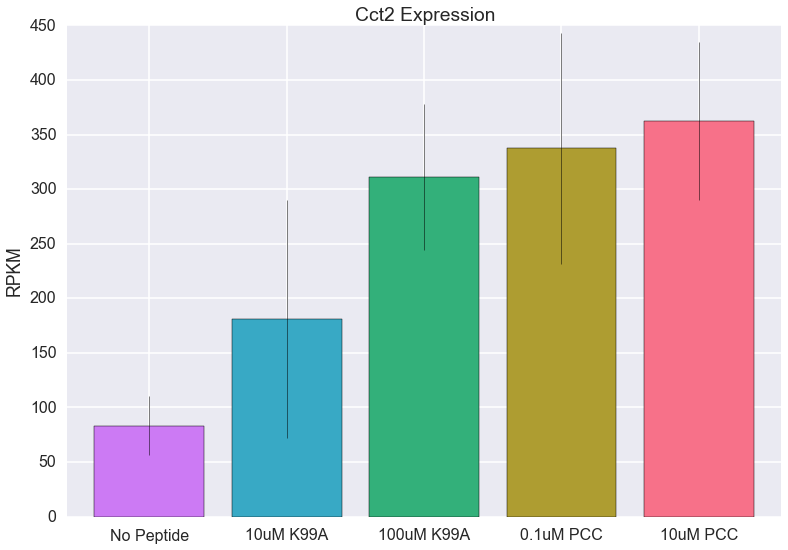 Cct2 Expression
450
400
350
300
250
200
150
100
50
0
RPKM
No Peptide
10uM K99A
100uM K99A
0.1uM PCC
10uM PCC